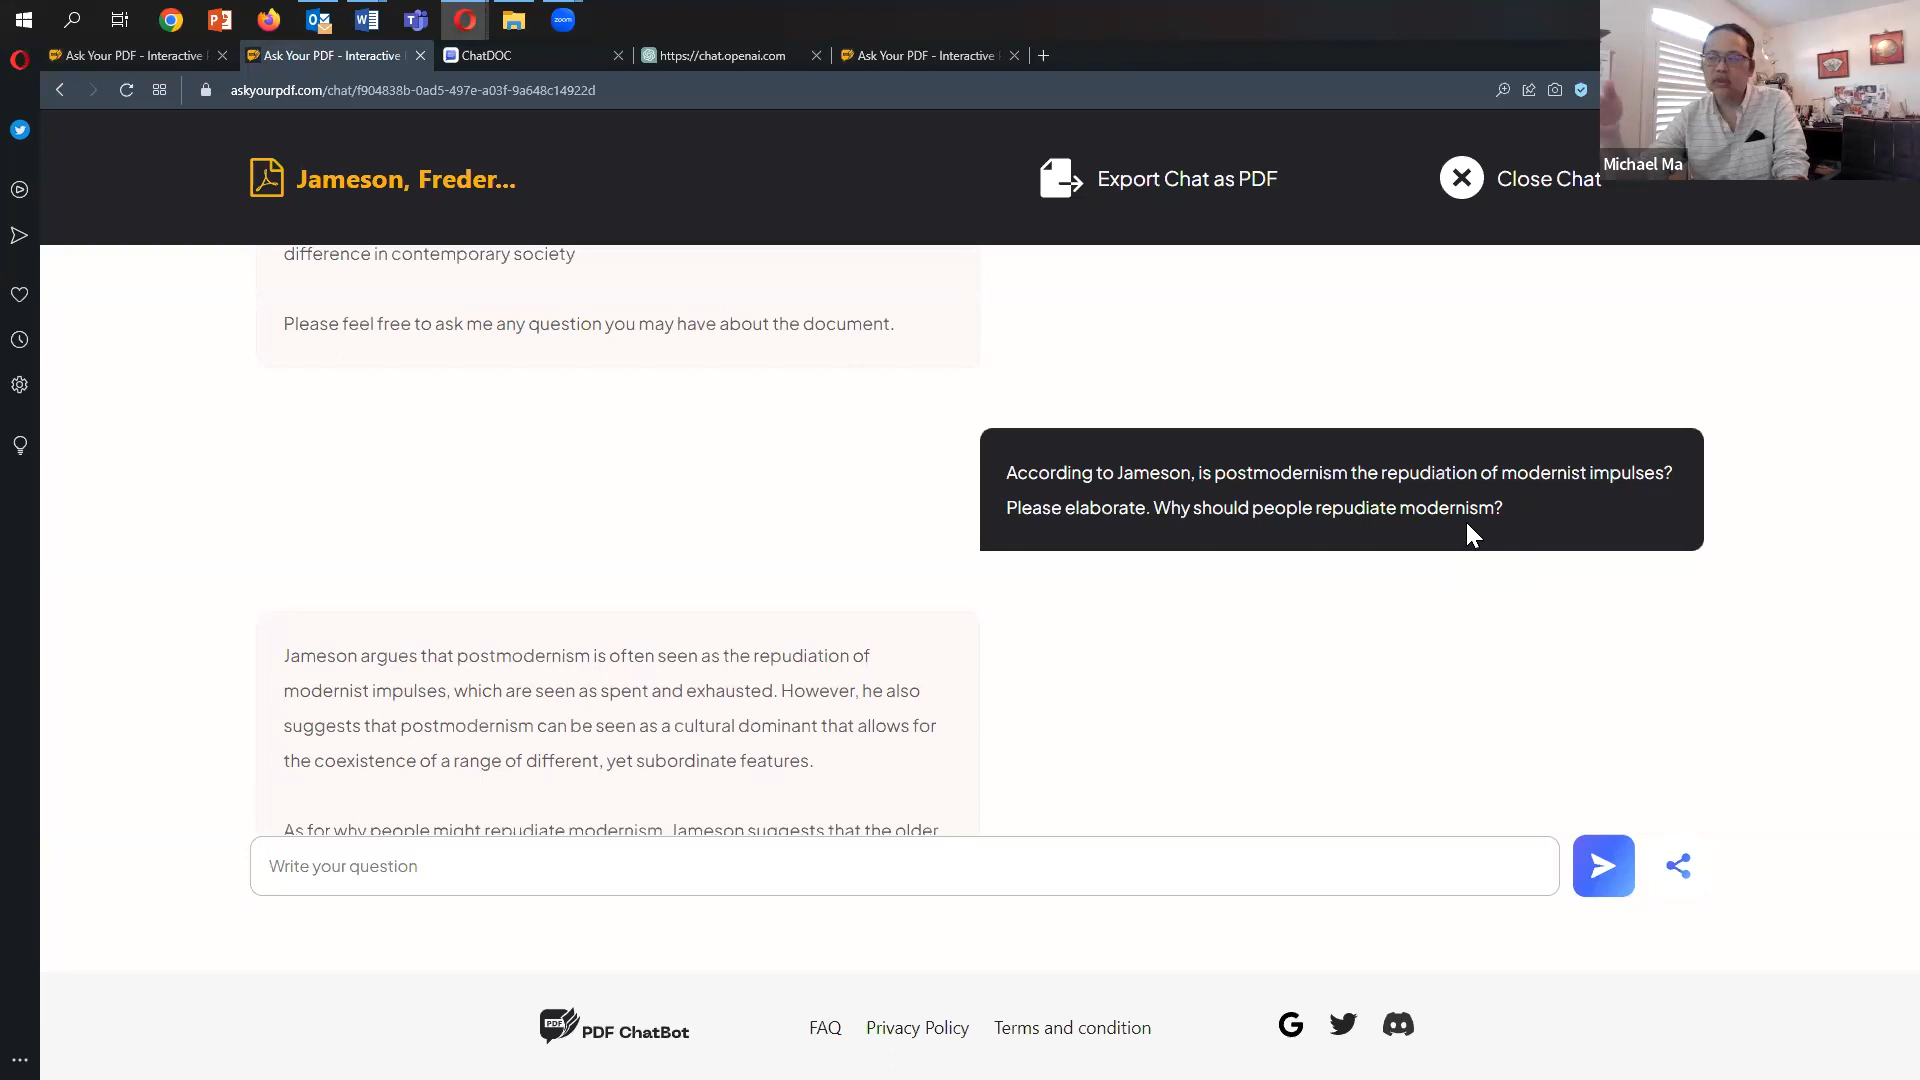 Ask Your PDF - Interactive
Ask Your PDF - Interactive
ChatDOC
https://chat.openai.com
Ask Your PDF - Interactive
askyourpdf.com/chat/f904838b-0ad5-497e-a03f-9a648c14922d
Michael Ma
Jameson, Freder...
Export Chat as PDF
Close Chat
difference in contemporary society
Please feel free to ask me any question you may have about the document.
According to Jameson, is postmodernism the repudiation of modernist impulses?
Please elaborate. Why should people repudiate modernism?
Jameson argues that postmodernism is often seen as the repudiation of
modernist impulses, which are seen as spent and exhausted. However, he also
suggests that postmodernism can be seen as a cultural dominant that allows for
the coexistence of a range of different, yet subordinate features.
As for why people might repudiate modernism, Jameson suggests that the older
Write your question
PDF
PDF ChatBot
FAQ
Privacy Policy
Terms and condition